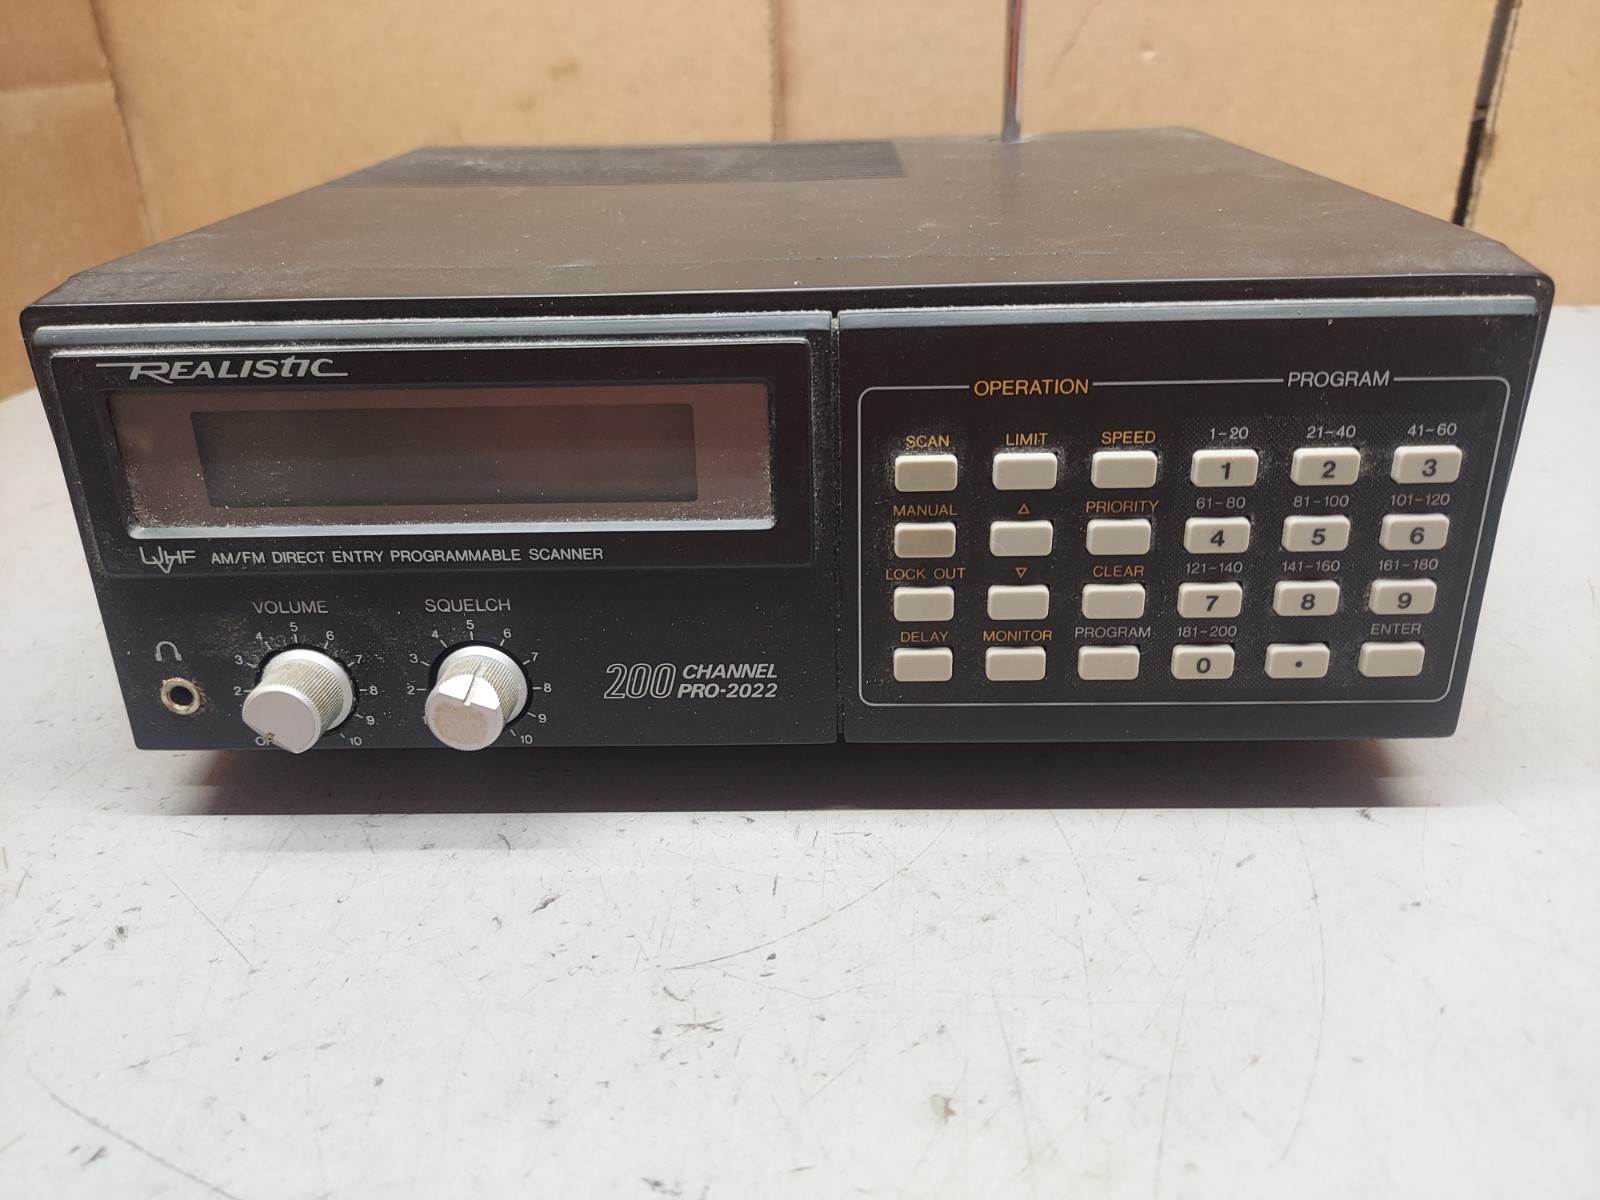 REALISTIC
UVHF AM/FM DIRECT ENTRY PROGRAMMABLE SCANNER
VOLUME
2 3 4 5 6 7 8 9 10
SQUELCH
2 3 4 5 6 7 8 9 10
200 CHANNEL
PRO-2022
OPERATION
PROGRAM
SCAN LIMIT SPEED 1-20 21-40 41-60
1 2 3
MANUAL △ PRIORITY 61-80 81-100 101-120
4 5 6
LOCK OUT ▽ CLEAR 121-140 141-160 161-180
7 8 9
DELAY MONITOR PROGRAM 181-200 ENTER
0 •